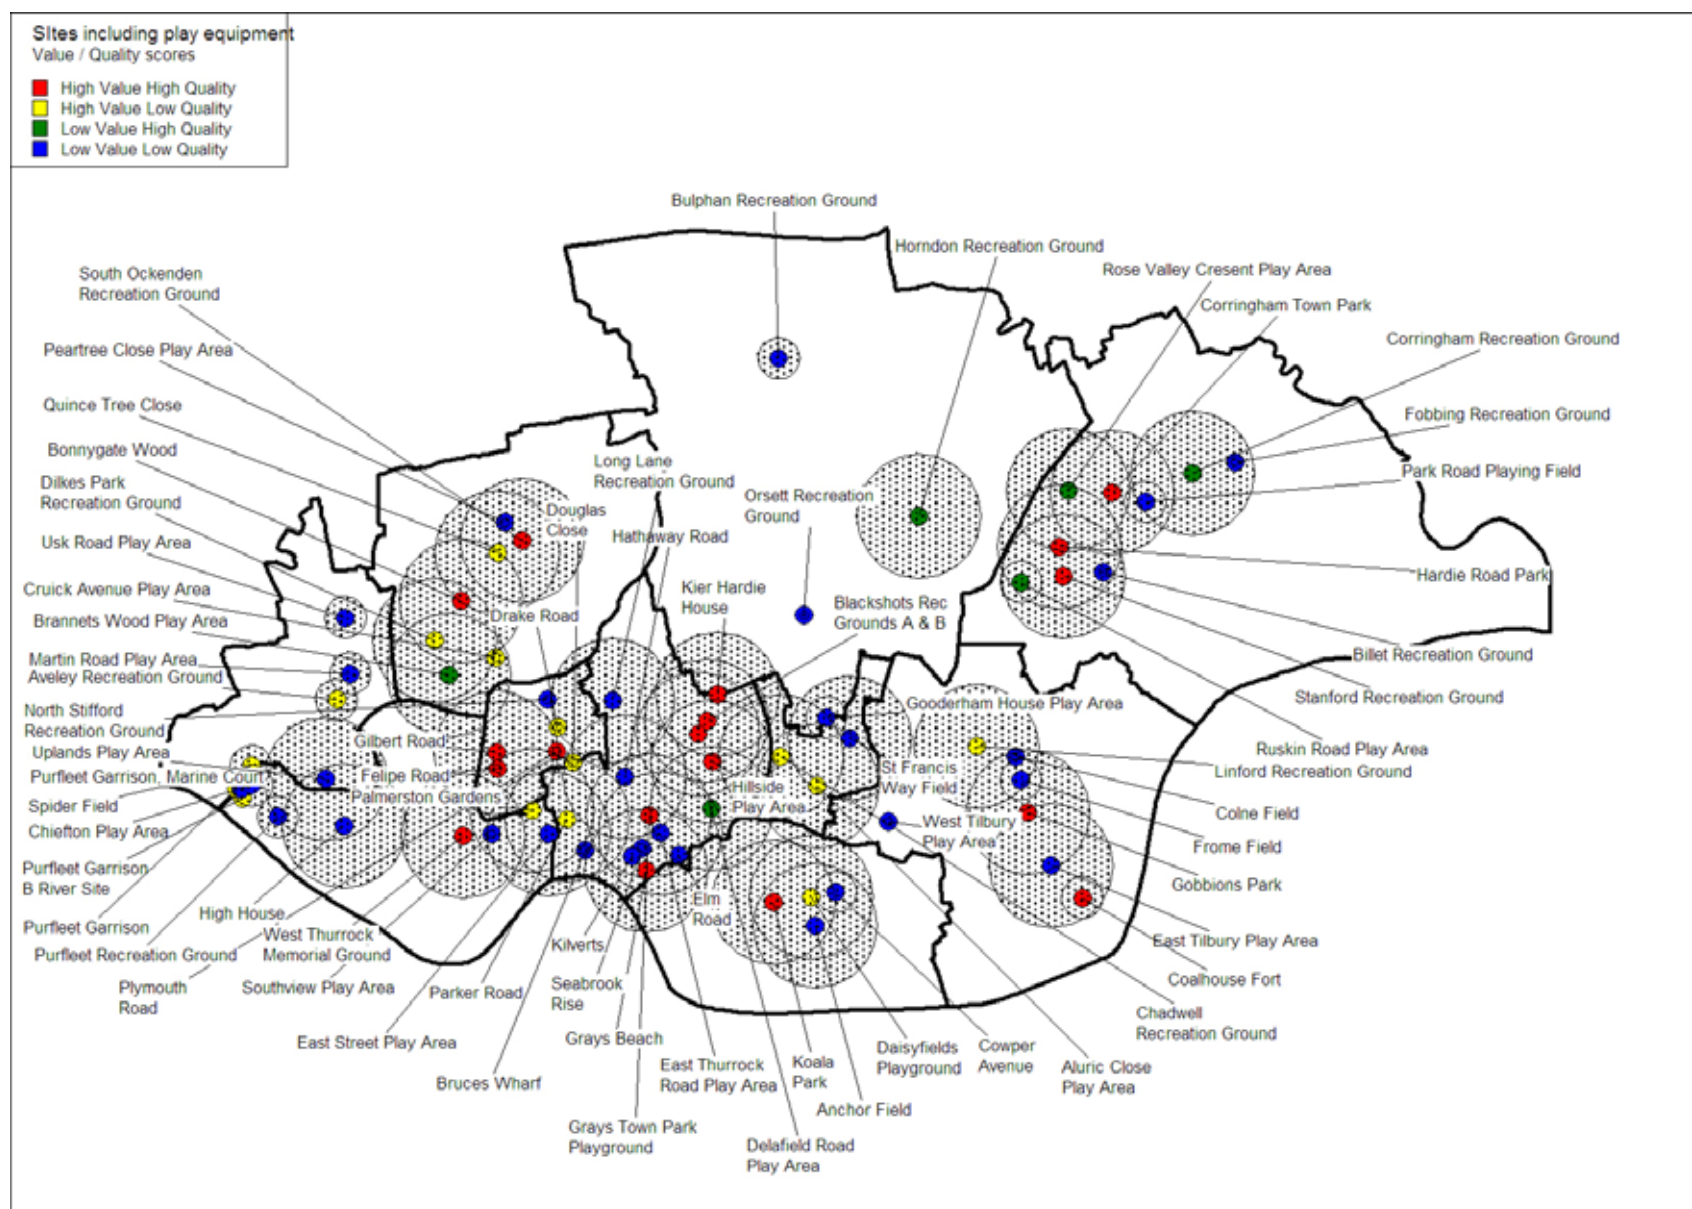 SItes including play equipment
Value / Quality scores
High Value High Quality
High Value Low Quality
Low Value High Quality
Low Value Low Quality
Bulphan Recreation Ground
Horndon Recreation Ground
Rose Valley Cresent Play Area
Corringham Town Park
Corringham Recreation Ground
Fobbing Recreation Ground
Park Road Playing Field
South Ockenden
Recreation Ground
Peartree Close Play Area
Quince Tree Close
Bonnygate Wood
Dilkes Park
Recreation Ground
Usk Road Play Area
Cruick Avenue Play Area
Brannets Wood Play Area
Martin Road Play Area
Aveley Recreation Ground
North Stifford
Recreation Ground
Uplands Play Area
Purfleet Garrison, Marine Court
Spider Field
Chiefton Play Area
Purfleet Garrison
B River Site
Purfleet Garrison
Purfleet Recreation Ground
High House
Plymouth
Road
West Thurrock
Memorial Ground
Southview Play Area
East Street Play Area
Parker Road
Bruces Wharf
Kilverts
Seabrook
Rise
Grays Beach
Grays Town Park
Playground
East Thurrock
Road Play Area
Elm
Road
Delafield Road
Play Area
Koala
Park
Anchor Field
Daisyfields
Playground
Cowper
Avenue
Aluric Close
Play Area
Chadwell
Recreation Ground
Coalhouse Fort
East Tilbury Play Area
Gobbions Park
Frome Field
Colne Field
Linford Recreation Ground
Ruskin Road Play Area
Stanford Recreation Ground
Billet Recreation Ground
Hardie Road Park
Long Lane
Recreation Ground
Douglas
Close
Hathaway Road
Orsett Recreation
Ground
Kier Hardie
House
Blackshots Rec
Grounds A & B
Drake Road
Gilbert Road
Felipe Road
Palmerston Gardens
Gooderham House Play Area
St Francis
Way Field
Hillside
Play Area
West Tilbury
Play Area